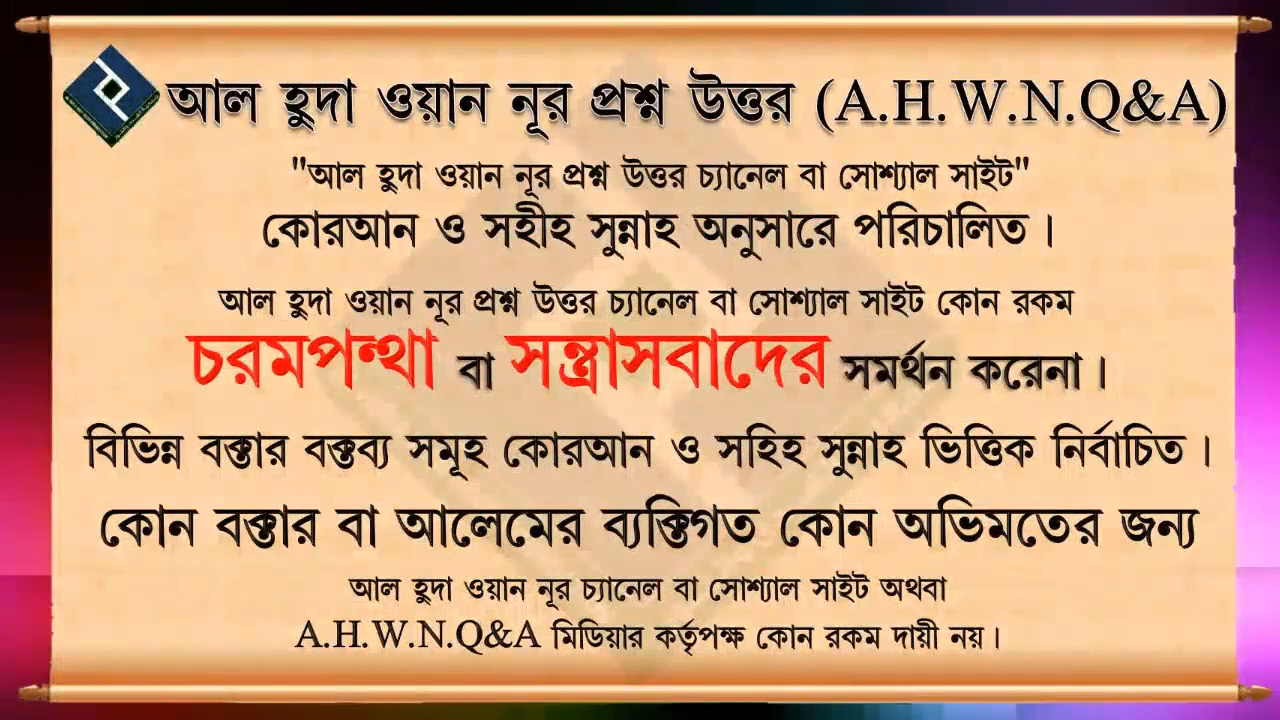 আল হুদা ওয়ান নূর প্রশ্ন উত্তর (A.H.W.N.Q&A)
"আল হুদা ওয়ান নূর প্রশ্ন উত্তর চ্যানেল বা সোশ্যাল সাইট"
কোরআন ও সহীহ সুন্নাহ অনুসারে পরিচালিত।
আল হুদা ওয়ান নূর প্রশ্ন উত্তর চ্যানেল বা সোশ্যাল সাইট কোন রকম
চরমপন্থা বা সন্ত্রাসবাদের সমর্থন করেনা।
বিভিন্ন বক্তার বক্তব্য সমূহ কোরআন ও সহিহ সুন্নাহ ভিত্তিক নির্বাচিত।
কোন বক্তার বা আলেমের ব্যক্তিগত কোন অভিমতের জন্য
আল হুদা ওয়ান নূর চ্যানেল বা সোশ্যাল সাইট অথবা
A.H.W.N.Q&A মিডিয়ার কর্তৃপক্ষ কোন রকম দায়ী নয়।